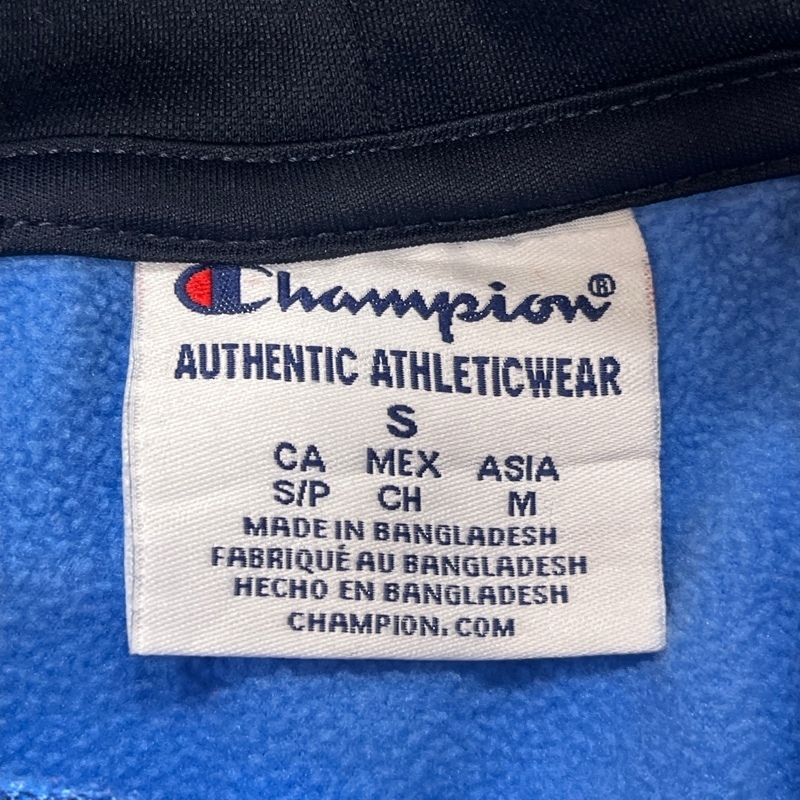 Champion®
AUTHENTIC ATHLETICWEAR
S
CA MEX ASIA
S/P CH M
MADE IN BANGLADESH
FABRIQUÉ AU BANGLADESH
HECHO EN BANGLADESH
CHAMPION.COM